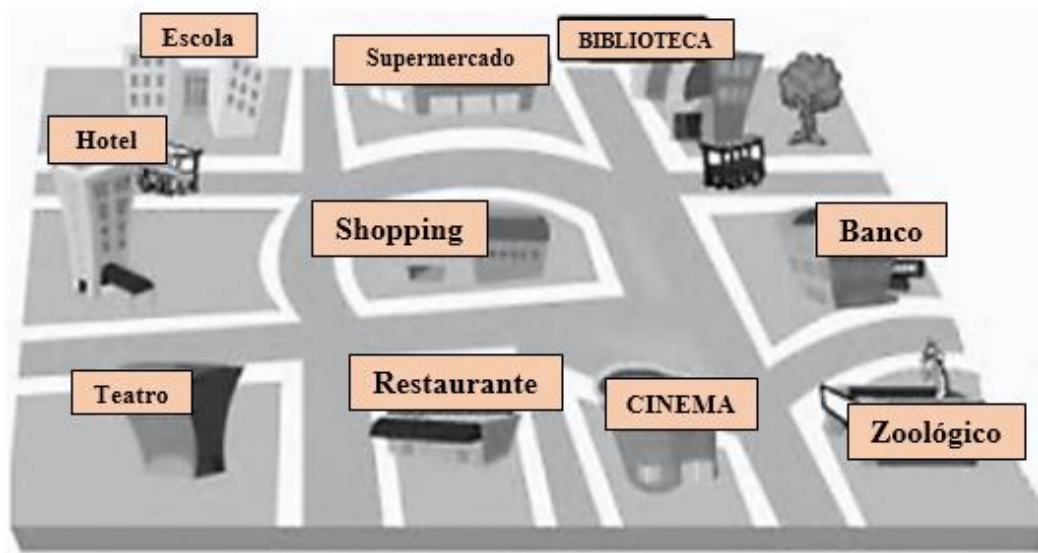 Escola
Supermercado
BIBLIOTECA
Hotel
Shopping
Banco
Teatro
Restaurante
CINEMA
Zoológico